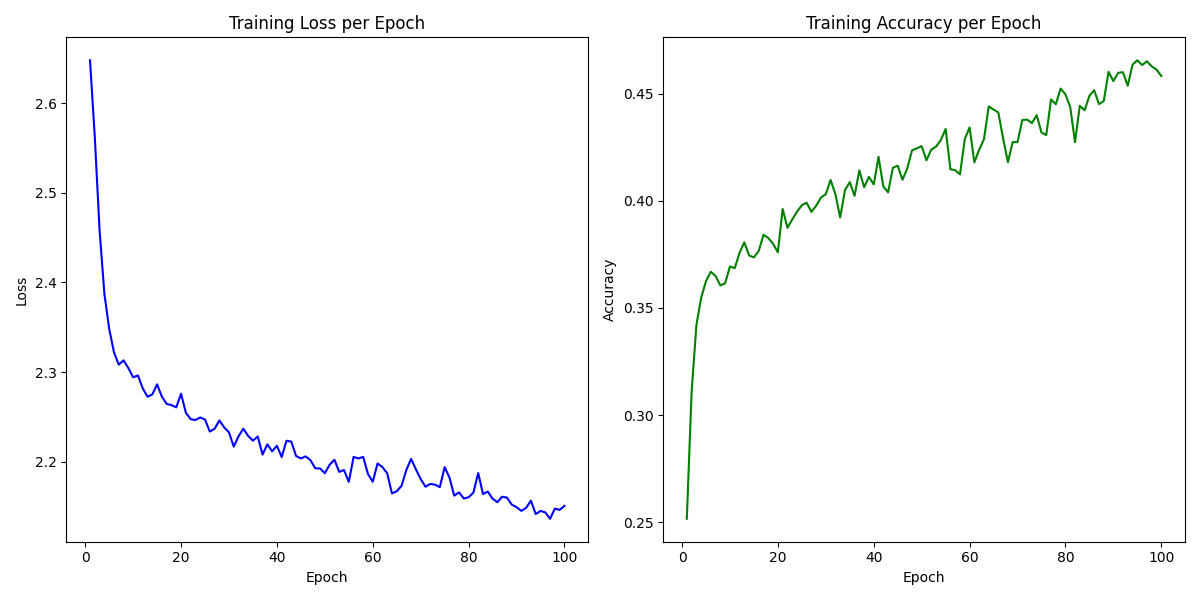 Training Loss per Epoch
Loss
2.6
2.5
2.4
2.3
2.2
0 20 40 60 80 100
Epoch
Training Accuracy per Epoch
Accuracy
0.45
0.40
0.35
0.30
0.25
0 20 40 60 80 100
Epoch